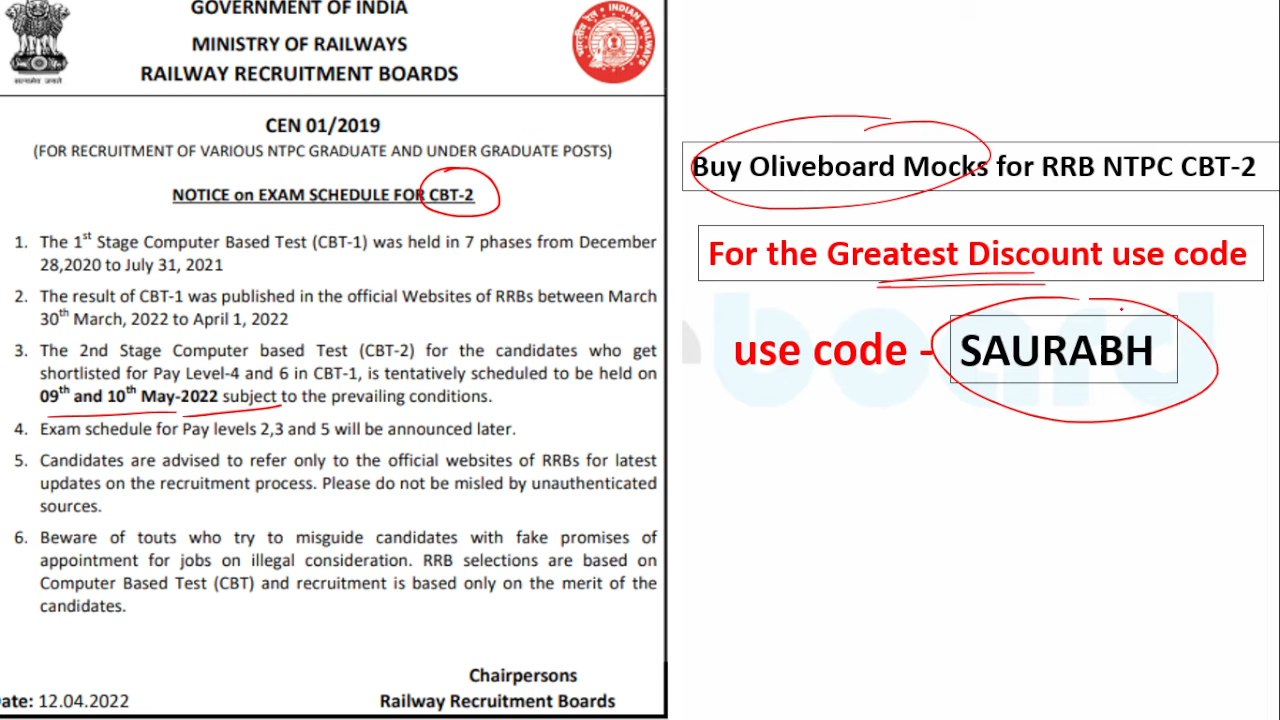 GOVERNMENT OF INDIA
MINISTRY OF RAILWAYS
RAILWAY RECRUITMENT BOARDS
सत्यमेव जयते
भारतीय रेल INDIAN RAILWAYS
CEN 01/2019
(FOR RECRUITMENT OF VARIOUS NTPC GRADUATE AND UNDER GRADUATE POSTS)
NOTICE on EXAM SCHEDULE FOR CBT-2
1. The 1st Stage Computer Based Test (CBT-1) was held in 7 phases from December
28,2020 to July 31, 2021
2. The result of CBT-1 was published in the official Websites of RRBs between March
30th March, 2022 to April 1, 2022
3. The 2nd Stage Computer based Test (CBT-2) for the candidates who get
shortlisted for Pay Level-4 and 6 in CBT-1, is tentatively scheduled to be held on
09th and 10th May-2022 subject to the prevailing conditions.
4. Exam schedule for Pay levels 2,3 and 5 will be announced later.
5. Candidates are advised to refer only to the official websites of RRBs for latest
updates on the recruitment process. Please do not be misled by unauthenticated
sources.
6. Beware of touts who try to misguide candidates with fake promises of
appointment for jobs on illegal consideration. RRB selections are based on
Computer Based Test (CBT) and recruitment is based only on the merit of the
candidates.
Chairpersons
ate: 12.04.2022 Railway Recruitment Boards
Buy Oliveboard Mocks for RRB NTPC CBT-2
For the Greatest Discount use code
use code - SAURABH
board